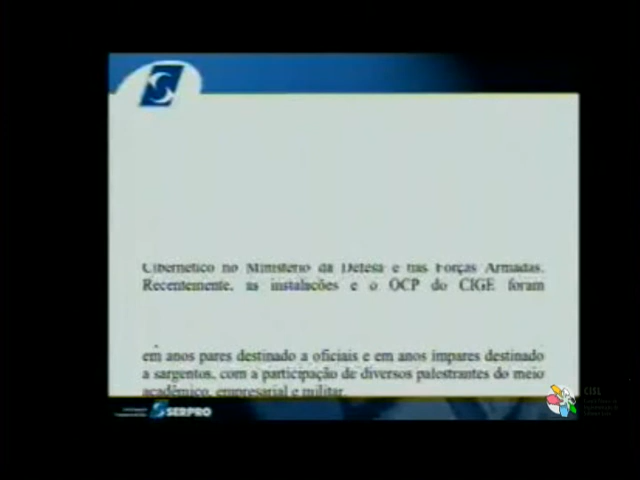 Cibernético no Ministério da Defesa e nas Forças Armadas.
Recentemente, as instalações e o OCP do CIGE foram
em anos pares destinado a oficiais e em anos ímpares destinado
a sargentos, com a participação de diversos palestrantes do meio
acadêmico, empresarial e militar.
SERPRO
CISL